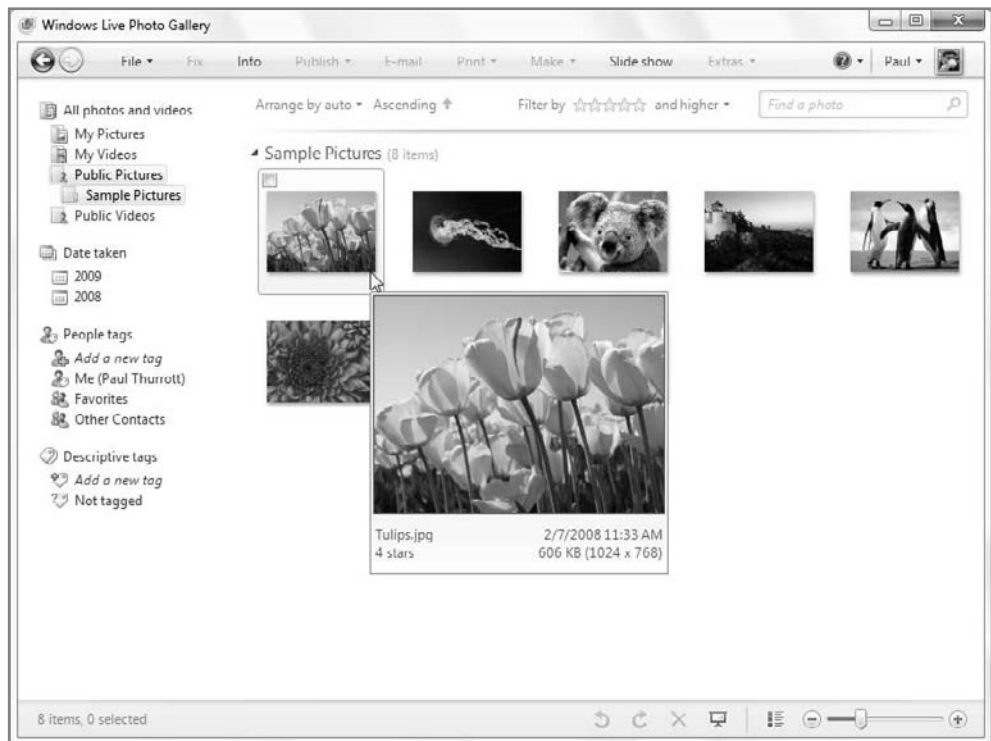 Windows Live Photo Gallery
File Fix Info Publish E-mail Print Make Slide show Extras Paul
Arrange by auto Ascending Filter by and higher Find a photo
All photos and videos
My Pictures
My Videos
Public Pictures
Sample Pictures
Public Videos
Date taken
2009
2008
People tags
Add a new tag
Me (Paul Thurrott)
Favorites
Other Contacts
Descriptive tags
Add a new tag
Not tagged
Sample Pictures (8 items)
Tulips.jpg 2/7/2008 11:33 AM
4 stars 606 KB (1024 x 768)
8 items, 0 selected